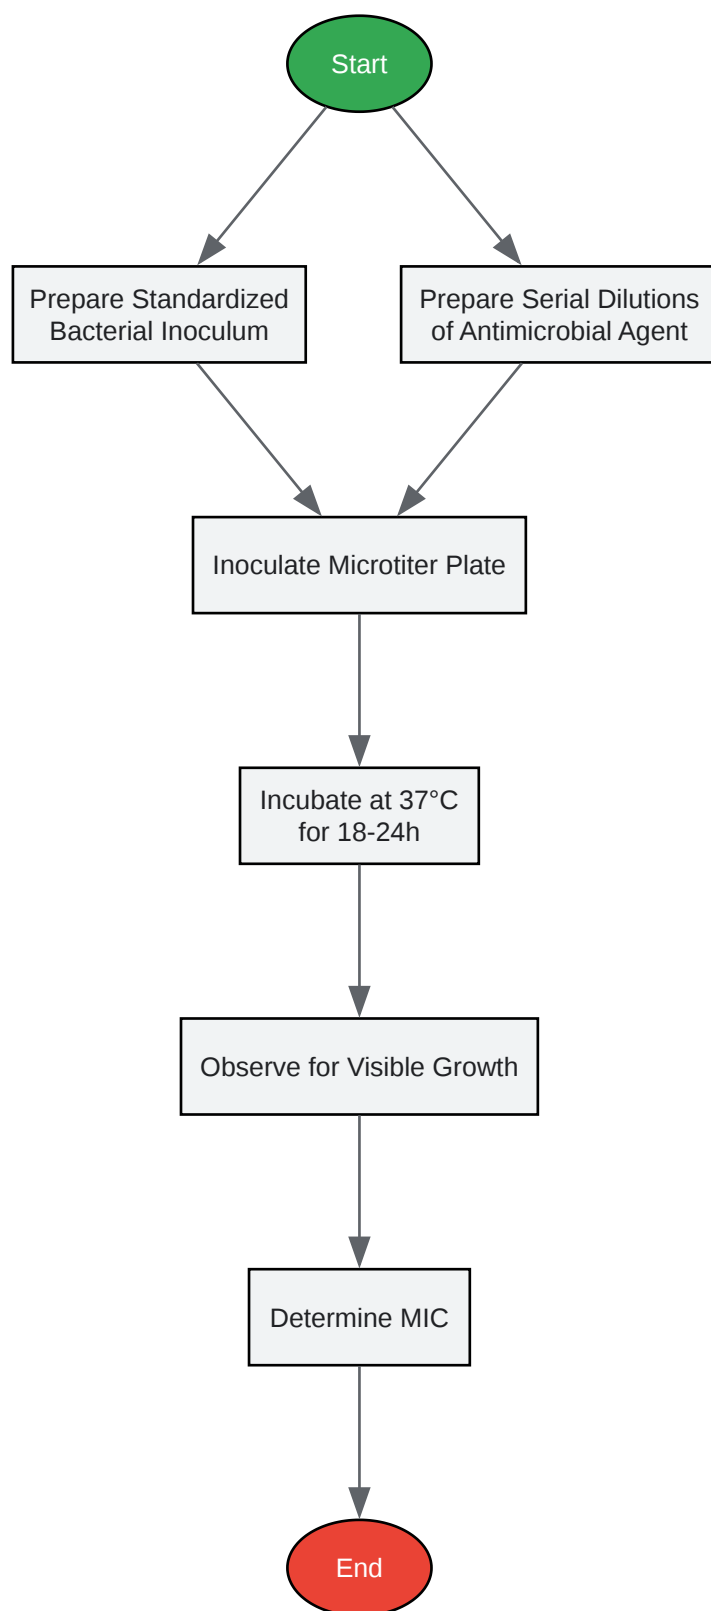 Start
Prepare Standardized
Bacterial Inoculum
Prepare Serial Dilutions
of Antimicrobial Agent
Inoculate Microtiter Plate
Incubate at 37°C
for 18-24h
Observe for Visible Growth
Determine MIC
End